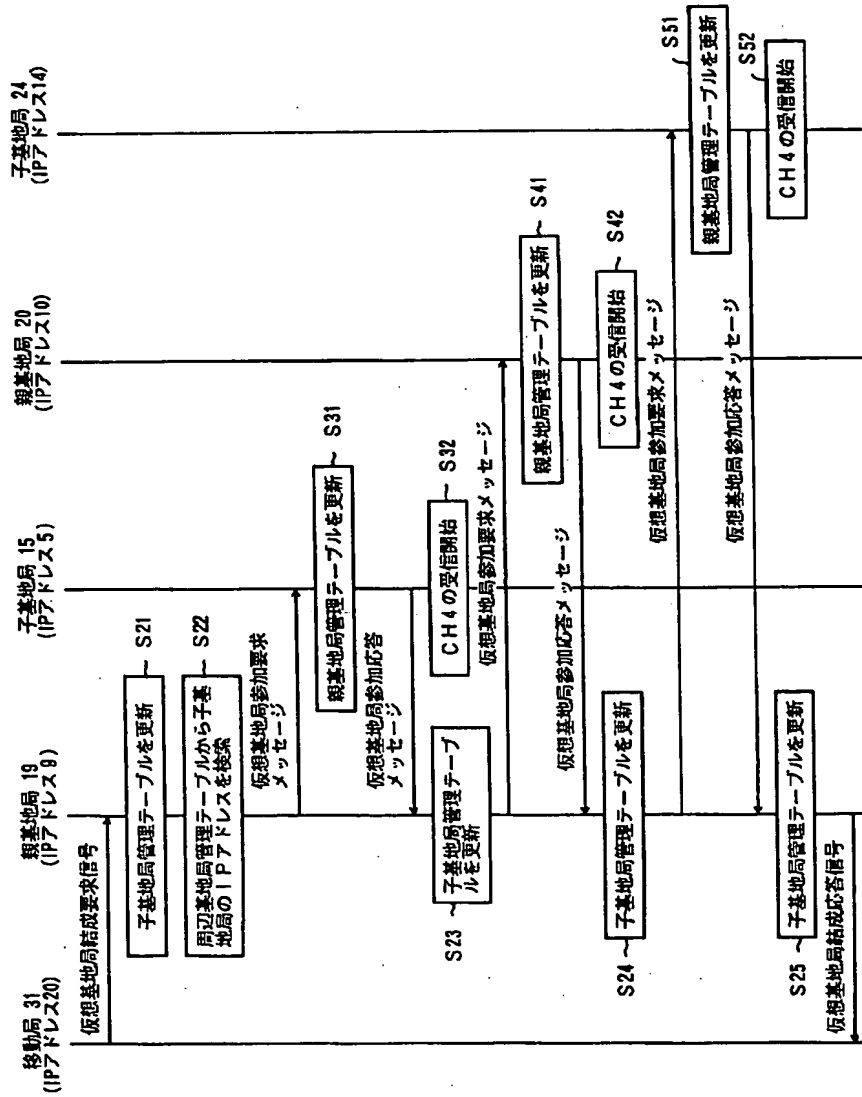 移動局 31
(IPアドレス20)
親基地局 19
(IPアドレス 9)
子基地局 15
(IPアドレス 5)
親基地局 20
(IPアドレス10)
子基地局 24
(IPアドレス14)
仮想基地局結成要求信号
子基地局管理テーブルを更新
S21
周辺基地局管理テーブルから子基
地局のIPアドレスを検索
S22
仮想基地局参加要求
メッセージ
親基地局管理テーブルを更新
S31
仮想基地局参加応答
メッセージ
S23
子基地局管理テーブ
ルを更新
CH4の受信開始
S32
仮想基地局参加要求メッセージ
親基地局管理テーブルを更新
S41
仮想基地局参加応答メッセージ
S24
子基地局管理テーブルを更新
CH4の受信開始
S42
仮想基地局参加要求メッセージ
親基地局管理テーブルを更新
S51
仮想基地局参加応答メッセージ
S25
子基地局管理テーブルを更新
CH4の受信開始
S52
仮想基地局結成応答信号